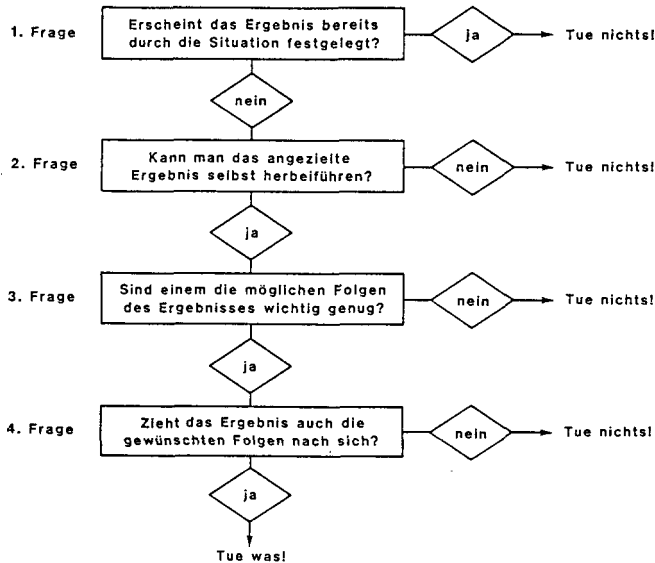 1. Frage
Erscheint das Ergebnis bereits
durch die Situation festgelegt?
ja
Tue nichts!
nein
2. Frage
Kann man das angezielte
Ergebnis selbst herbeiführen?
nein
Tue nichts!
ja
3. Frage
Sind einem die möglichen Folgen
des Ergebnisses wichtig genug?
nein
Tue nichts!
ja
4. Frage
Zieht das Ergebnis auch die
gewünschten Folgen nach sich?
nein
Tue nichts!
ja
Tue was!